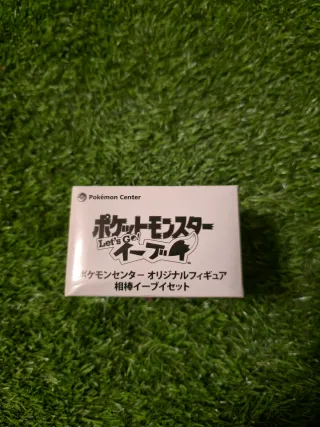 Pokémon Center
ポケットモンスター
Let's Go!
イーブイ
ポケモンセンター オリジナルフィギュア
相棒イーブイセット